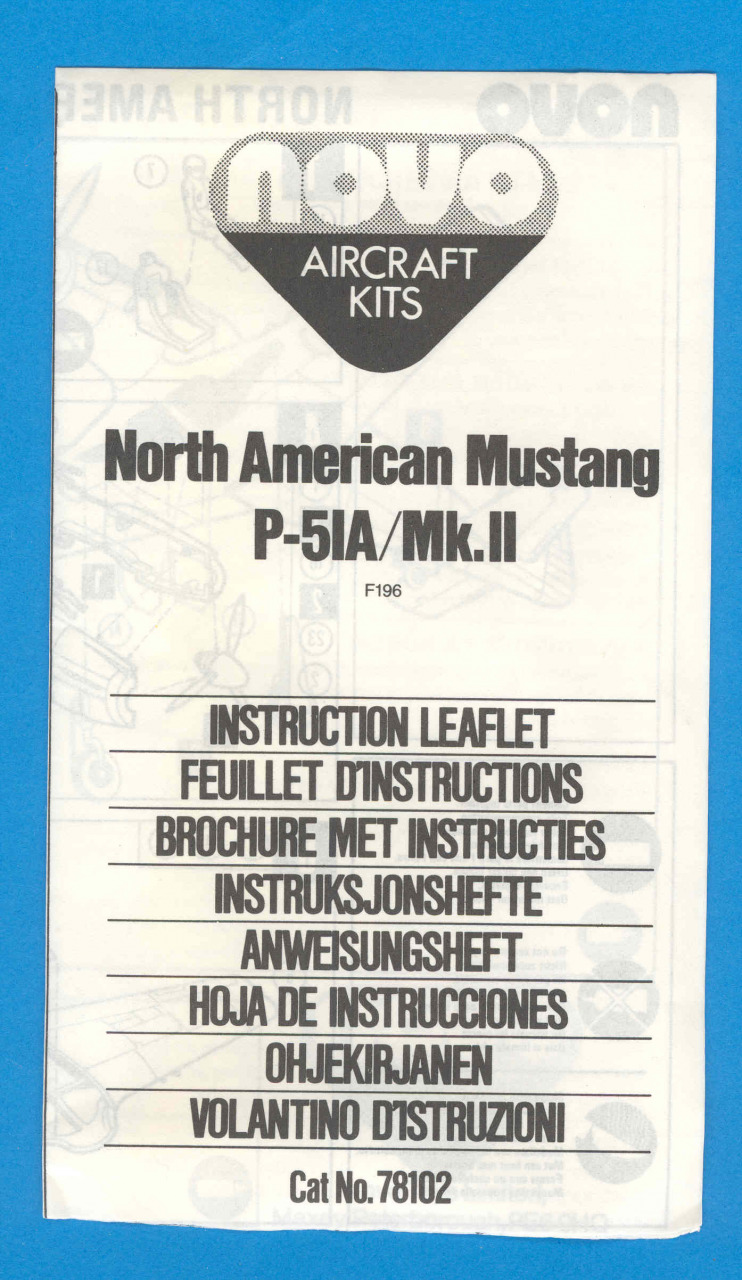 novo
AIRCRAFT
KITS
North American Mustang
P-51A/Mk.II
F196
INSTRUCTION LEAFLET
FEUILLET D'INSTRUCTIONS
BROCHURE MET INSTRUCTIES
INSTRUKSJONSHEFTE
ANWEISUNGSHEFT
HOJA DE INSTRUCCIONES
OHJEKIRJANEN
VOLANTINO D'ISTRUZIONI
Cat No. 78102